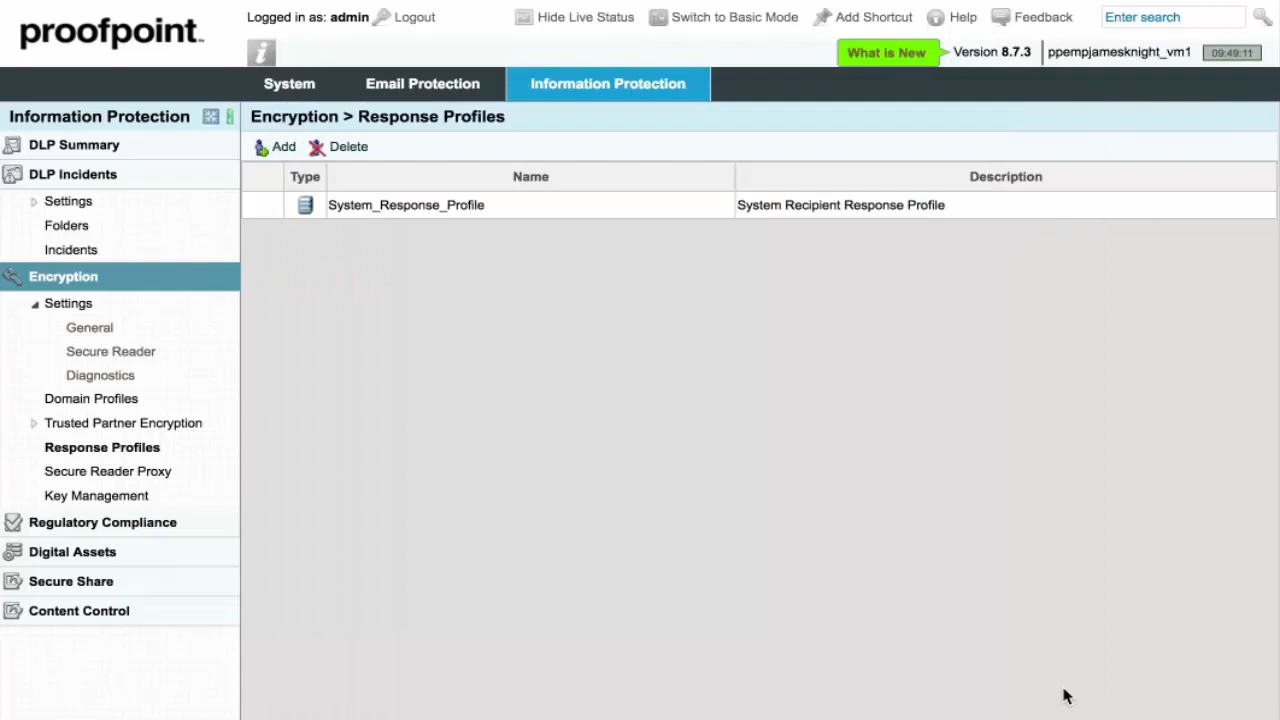 proofpoint
Logged in as: admin Logout Hide Live Status Switch to Basic Mode Add Shortcut Help Feedback Enter search
What is New Version 8.7.3 ppempjamesknight_vm1 09:49:11
System Email Protection Information Protection
Information Protection
Encryption > Response Profiles
DLP Summary
DLP Incidents
Settings
Folders
Incidents
Encryption
Settings
General
Secure Reader
Diagnostics
Domain Profiles
Trusted Partner Encryption
Response Profiles
Secure Reader Proxy
Key Management
Regulatory Compliance
Digital Assets
Secure Share
Content Control
Add Delete
Type Name Description
System_Response_Profile System Recipient Response Profile